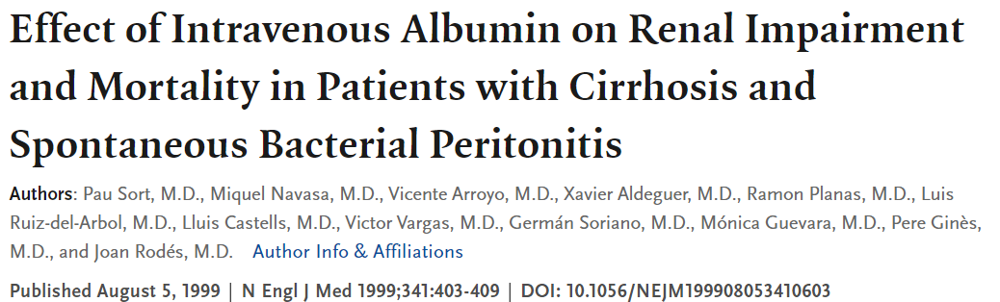 Effect of Intravenous Albumin on Renal Impairment
and Mortality in Patients with Cirrhosis and
Spontaneous Bacterial Peritonitis
Authors: Pau Sort, M.D., Miquel Navasa, M.D., Vicente Arroyo, M.D., Xavier Aldeguer, M.D., Ramon Planas, M.D., Luis
Ruiz-del-Arbol, M.D., Lluis Castells, M.D., Victor Vargas, M.D., Germán Soriano, M.D., Mónica Guevara, M.D., Pere Ginès,
M.D., and Joan Rodés, M.D. Author Info & Affiliations
Published August 5, 1999 | N Engl J Med 1999;341:403-409 | DOI: 10.1056/NEJM199908053410603